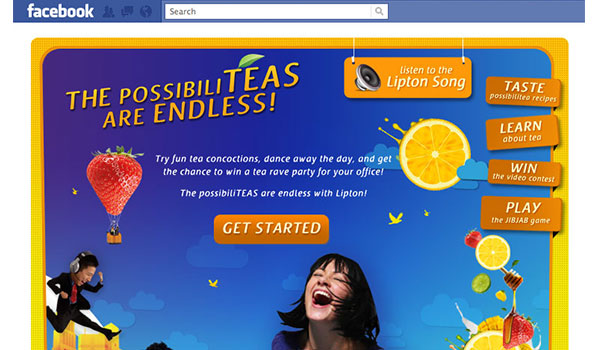 facebook
Search
THE POSSIBILITEAS
ARE ENDLESS!
listen to the
Lipton Song
TASTE
possibilitea recipes
LEARN
about tea
WIN
the video contest
PLAY
the JIBJAB game
Try fun tea concoctions, dance away the day, and get
the chance to win a tea rave party for your office!
The possibiliTEAS are endless with Lipton!
GET STARTED